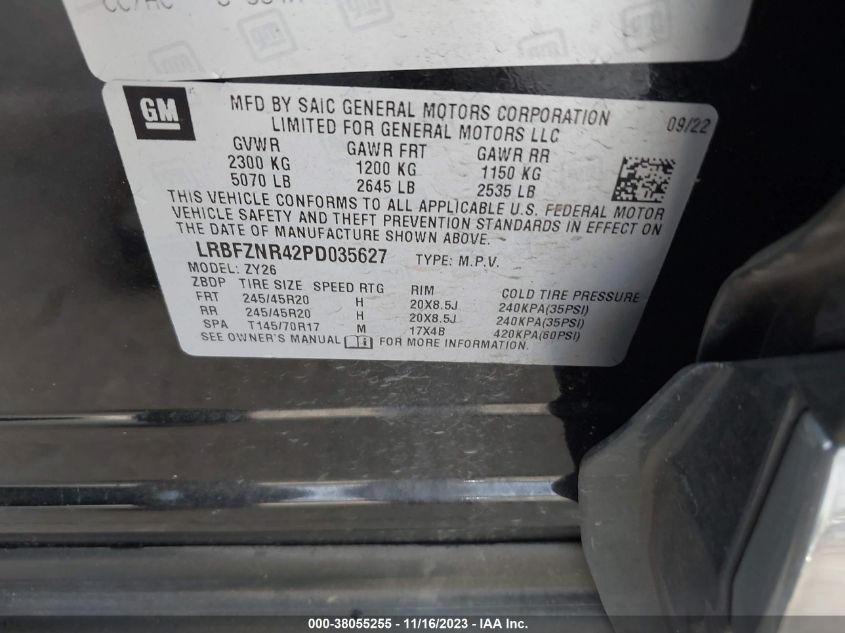 GM
MFD BY SAIC GENERAL MOTORS CORPORATION
LIMITED FOR GENERAL MOTORS LLC
09/22
GVWR GAWR FRT GAWR RR
2300 KG 1200 KG 1150 KG
5070 LB 2645 LB 2535 LB
THIS VEHICLE CONFORMS TO ALL APPLICABLE U.S. FEDERAL MOTOR
VEHICLE SAFETY AND THEFT PREVENTION STANDARDS IN EFFECT ON
THE DATE OF MANUFACTURE SHOWN ABOVE.
LRBFZNR42PD035627 TYPE: M.P.V.
MODEL: ZY26
ZBDP TIRE SIZE SPEED RTG RIM COLD TIRE PRESSURE
FRT 245/45R20 H 20X8.5J 240KPA(35PSI)
RR 245/45R20 H 20X8.5J 240KPA(35PSI)
SPA T145/70R17 M 17X4B 420KPA(60PSI)
SEE OWNER'S MANUAL FOR MORE INFORMATION.
000-38055255 - 11/16/2023 - IAA Inc.